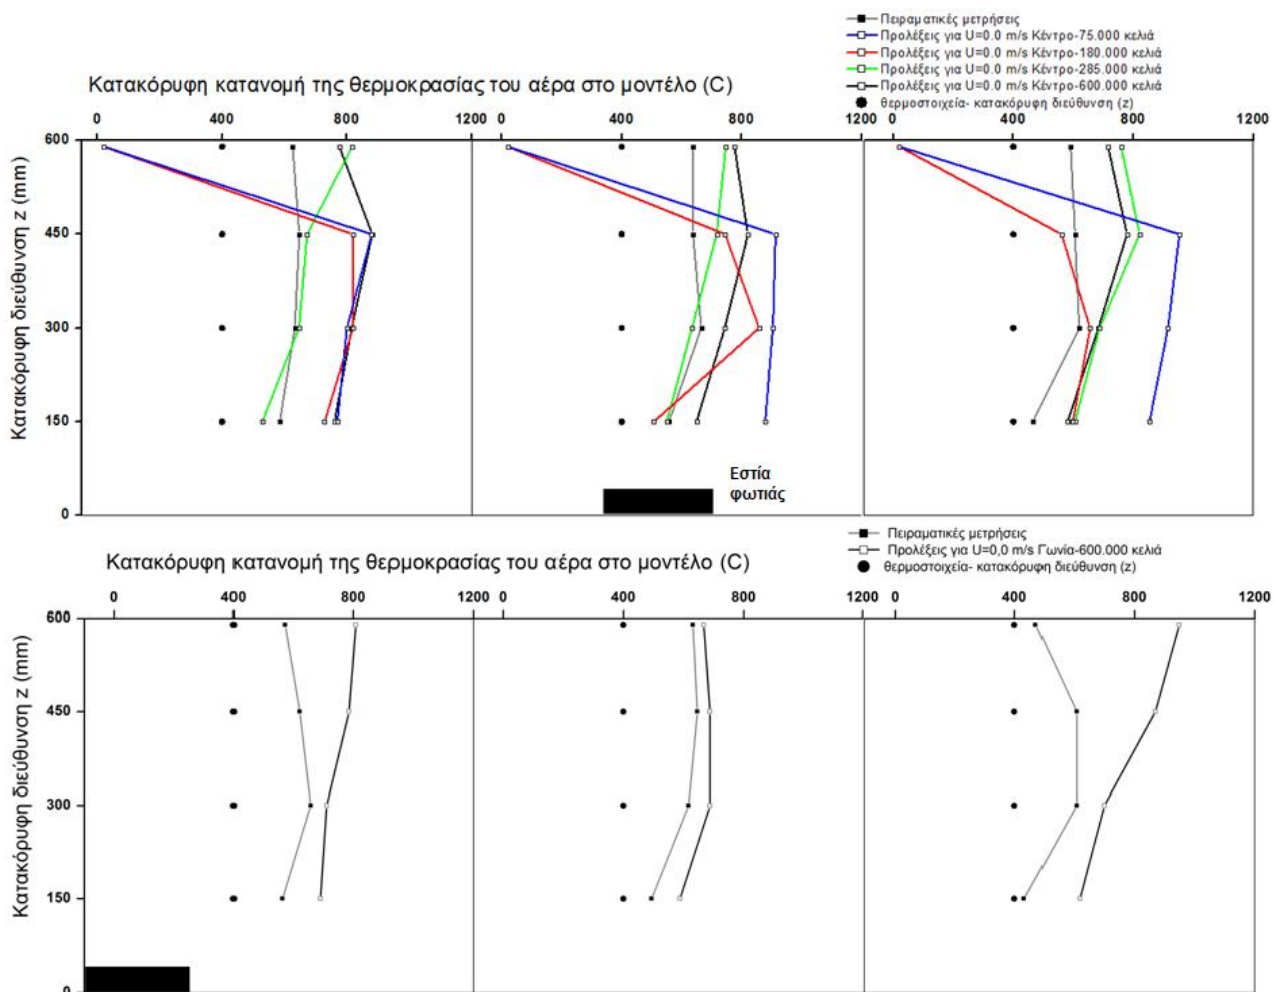 Πειραματικές μετρήσεις
Προλέξεις για U=0.0 m/s Κέντρο-75.000 κελιά
Προλέξεις για U=0.0 m/s Κέντρο-180.000 κελιά
Προλέξεις για U=0.0 m/s Κέντρο-285.000 κελιά
Προλέξεις για U=0.0 m/s Κέντρο-600.000 κελιά
θερμοστοιχεία- κατακόρυφη διεύθυνση (z)
Κατακόρυφη κατανομή της θερμοκρασίας του αέρα στο μοντέλο (C)
0 400 800 1200 0 400 800 1200 0 400 800 1200
600
450
300
150
0
Κατακόρυφη διεύθυνση z (mm)
Εστία
φωτιάς
Πειραματικές μετρήσεις
Προλέξεις για U=0,0 m/s Γωνία-600.000 κελιά
θερμοστοιχεία- κατακόρυφη διεύθυνση (z)
Κατακόρυφη κατανομή της θερμοκρασίας του αέρα στο μοντέλο (C)
0 400 800 1200 0 400 800 1200 0 400 800 1200
600
450
300
150
0
Κατακόρυφη διεύθυνση z (mm)